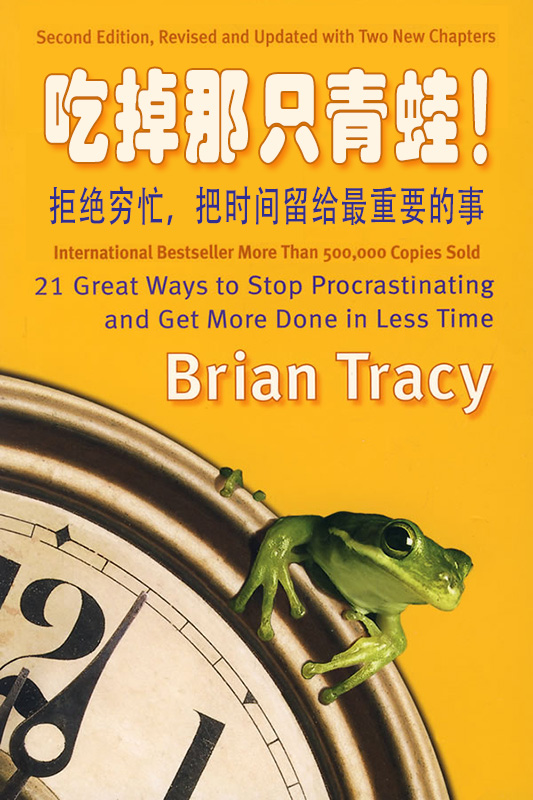 Second Edition, Revised and Updated with Two New Chapters
吃掉那只青蛙！
拒绝穷忙，把时间留给最重要的事
International Bestseller More Than 500,000 Copies Sold
21 Great Ways to Stop Procrastinating
and Get More Done in Less Time
Brian Tracy
12
1